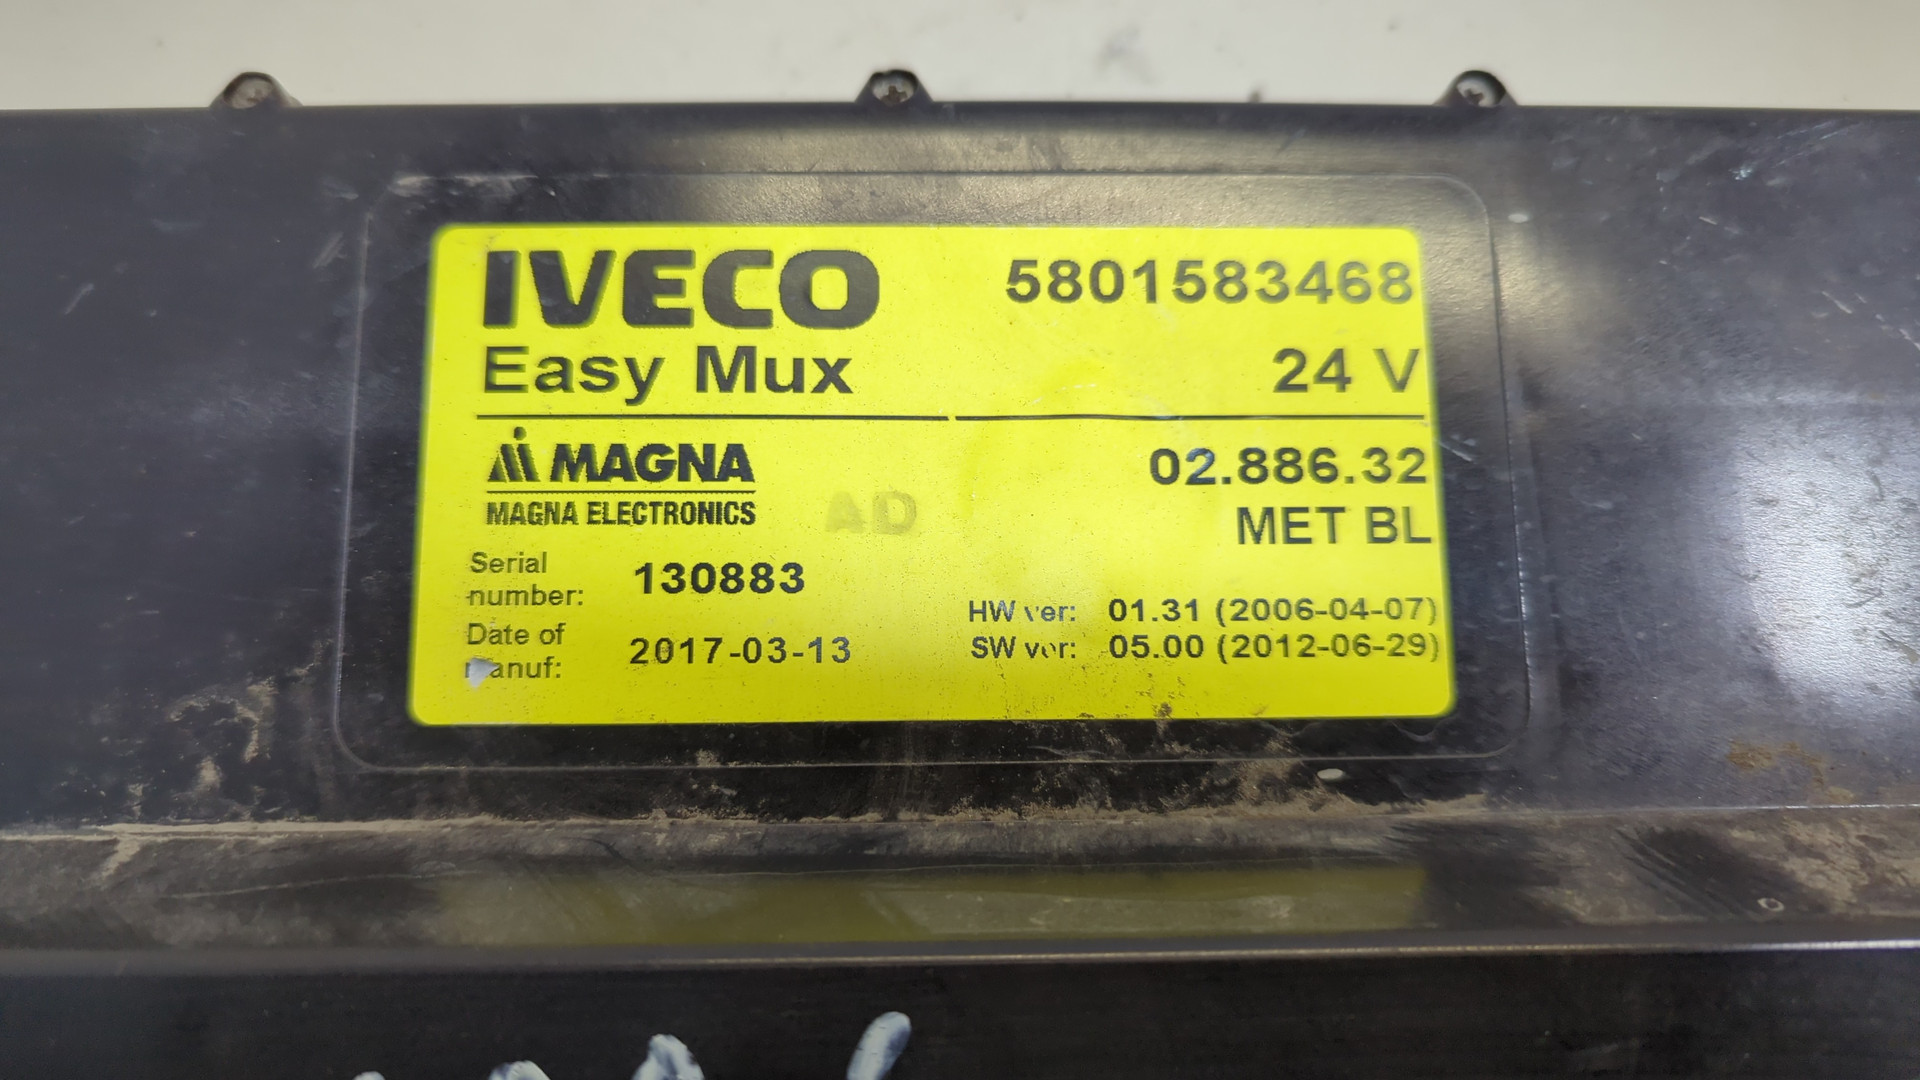 IVECO 5801583468
Easy Mux 24 V
MAGNA 02.886.32
MAGNA ELECTRONICS AD MET BL
Serial
number: 130883
HW ver: 01.31 (2006-04-07)
Date of
manuf: 2017-03-13
SW ver: 05.00 (2012-06-29)